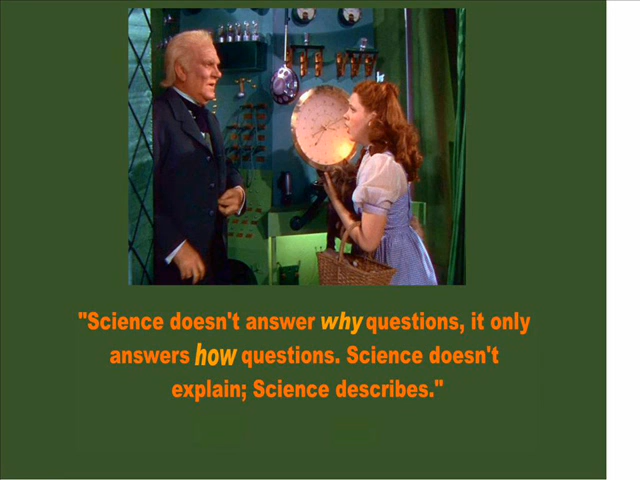 "Science doesn't answer why questions, it only
answers how questions. Science doesn't
explain; Science describes."